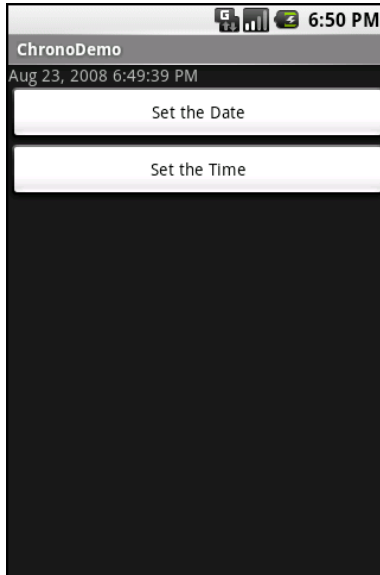 6:50 PM
ChronoDemo
Aug 23, 2008 6:49:39 PM
Set the Date
Set the Time